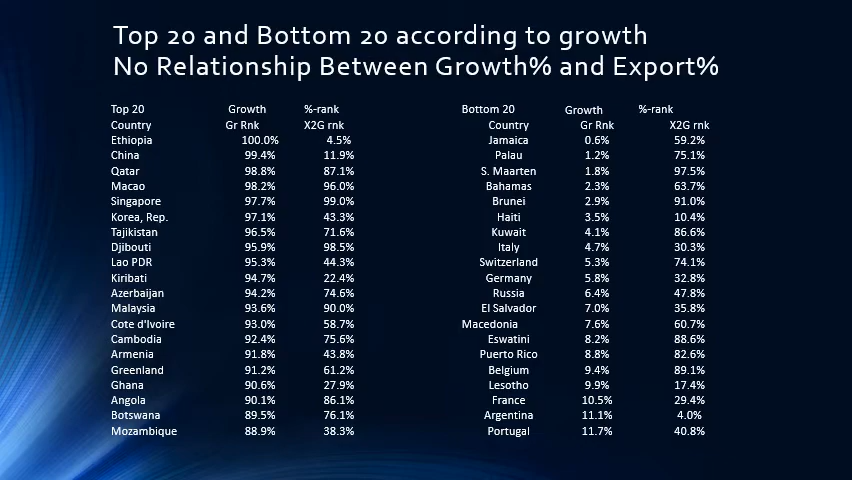 Top 20 and Bottom 20 according to growth
No Relationship Between Growth% and Export%
Top 20 Growth %-rank Bottom 20 Growth %-rank
Country Gr Rnk X2G rnk Country Gr Rnk X2G rnk
Ethiopia 100.0% 4.5% Jamaica 0.6% 59.2%
China 99.4% 11.9% Palau 1.2% 75.1%
Qatar 98.8% 87.1% S. Maarten 1.8% 97.5%
Macao 98.2% 96.0% Bahamas 2.3% 63.7%
Singapore 97.7% 99.0% Brunei 2.9% 91.0%
Korea, Rep. 97.1% 43.3% Haiti 3.5% 10.4%
Tajikistan 96.5% 71.6% Kuwait 4.1% 86.6%
Djibouti 95.9% 98.5% Italy 4.7% 30.3%
Lao PDR 95.3% 44.3% Switzerland 5.3% 74.1%
Kiribati 94.7% 22.4% Germany 5.8% 32.8%
Azerbaijan 94.2% 74.6% Russia 6.4% 47.8%
Malaysia 93.6% 90.0% El Salvador 7.0% 35.8%
Cote d'Ivoire 93.0% 58.7% Macedonia 7.6% 60.7%
Cambodia 92.4% 75.6% Eswatini 8.2% 88.6%
Armenia 91.8% 43.8% Puerto Rico 8.8% 82.6%
Greenland 91.2% 61.2% Belgium 9.4% 89.1%
Ghana 90.6% 27.9% Lesotho 9.9% 17.4%
Angola 90.1% 86.1% France 10.5% 29.4%
Botswana 89.5% 76.1% Argentina 11.1% 4.0%
Mozambique 88.9% 38.3% Portugal 11.7% 40.8%